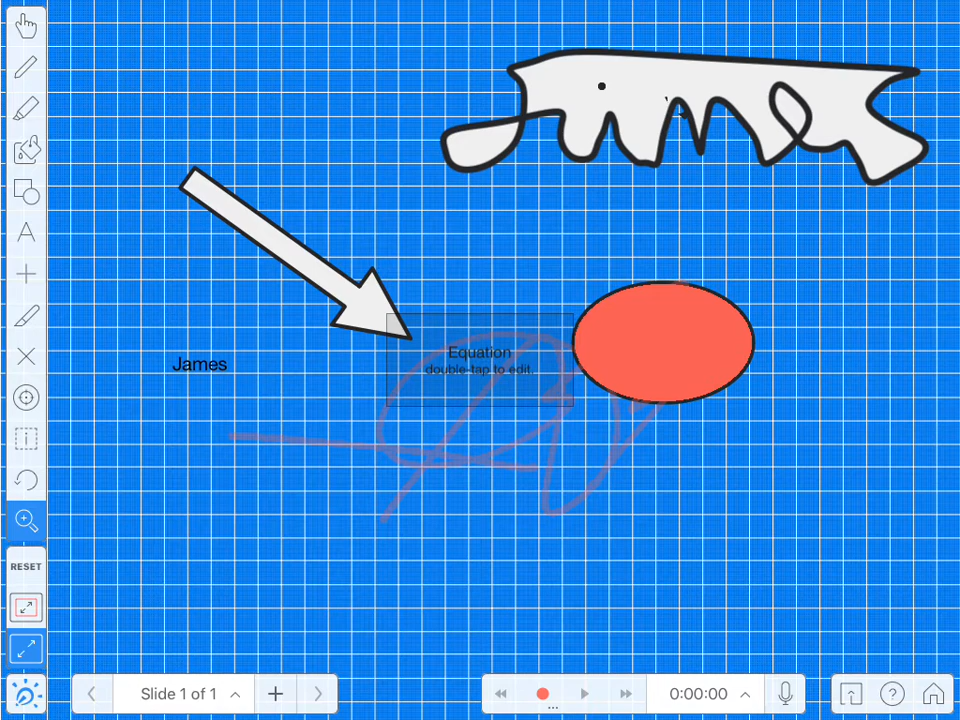 A
James
Equation
double-tap to edit.
RESET
Slide 1 of 1
0:00:00
?